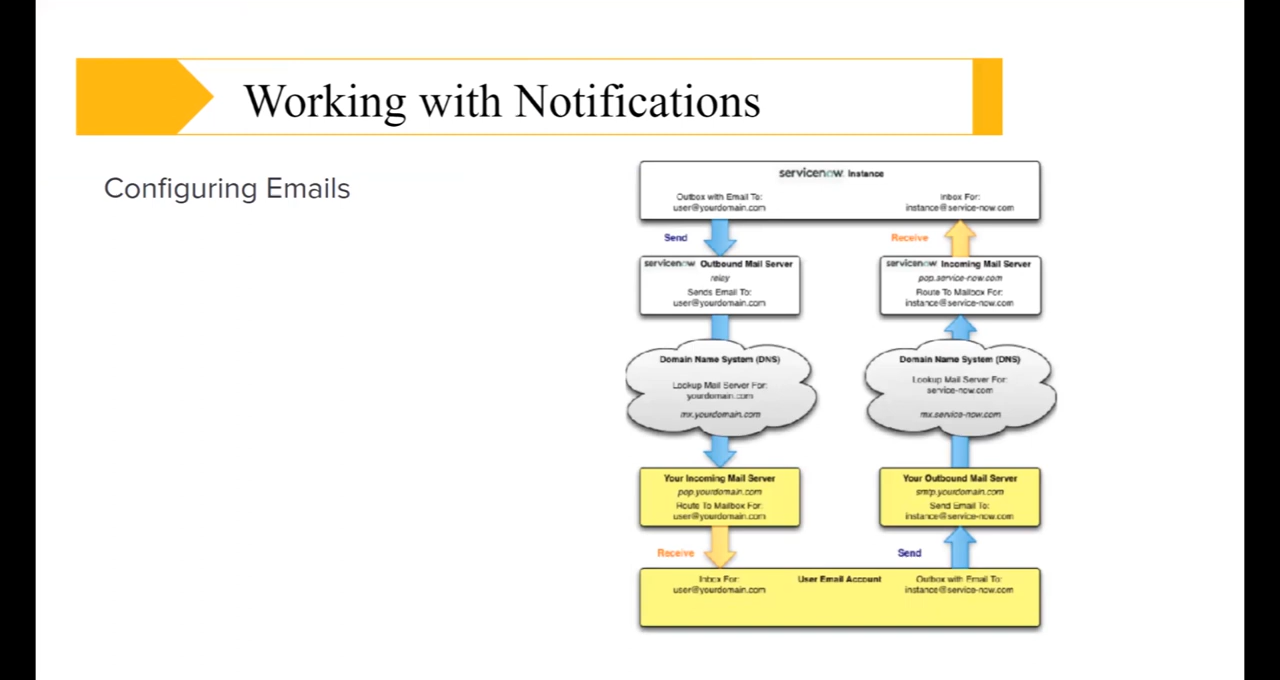 Working with Notifications
Configuring Emails
servicenow Instance
Outbox with Email To:
user@yourdomain.com
Inbox For:
instance@service-now.com
Send
Receive
servicenow Outbound Mail Server
relay
Sends Email To:
user@yourdomain.com
servicenow Incoming Mail Server
pop.service-now.com
Route To Mailbox For:
instance@service-now.com
Domain Name System (DNS)
Lookup Mail Server For:
yourdomain.com
mx.yourdomain.com
Domain Name System (DNS)
Lookup Mail Server For:
service-now.com
mx.service-now.com
Your Incoming Mail Server
pop.yourdomain.com
Route To Mailbox For:
user@yourdomain.com
Your Outbound Mail Server
smtp.yourdomain.com
Send Email To:
instance@service-now.com
Receive
Send
Inbox For:
user@yourdomain.com
User Email Account
Outbox with Email To:
instance@service-now.com